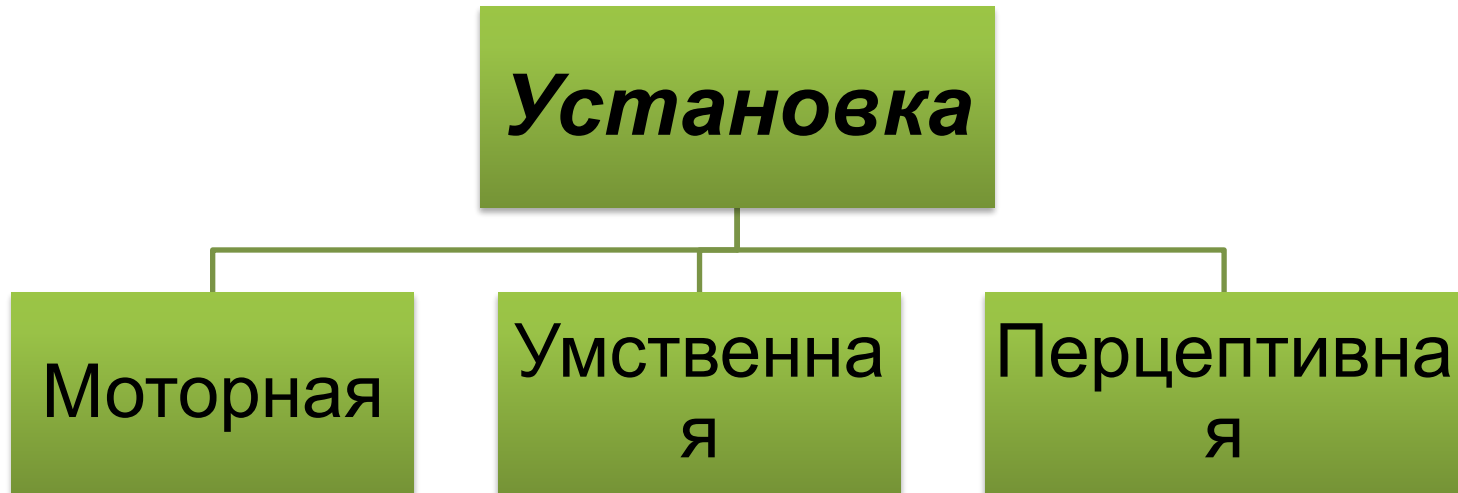 Установка
Моторная
Умственна
я
Перцептивна
я